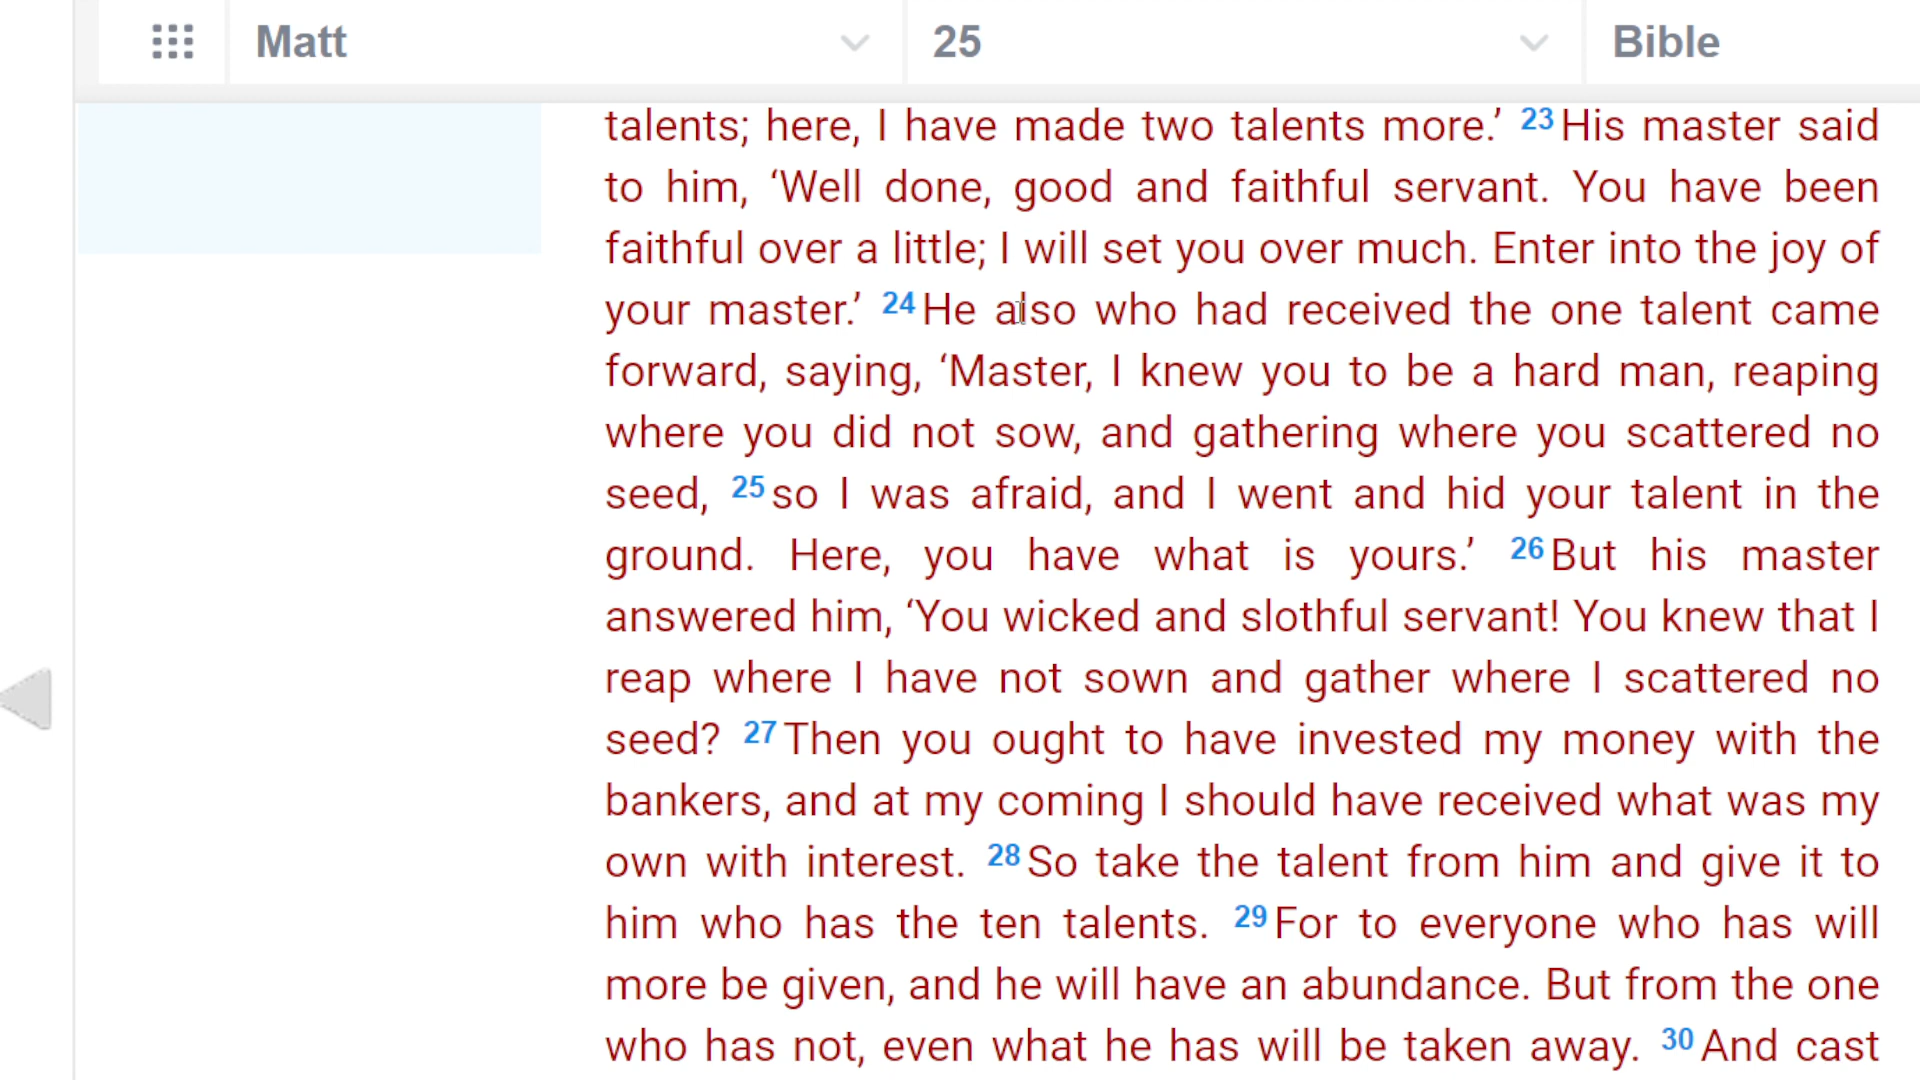 Matt 25 Bible
talents; here, I have made two talents more.’ 23 His master said
to him, ‘Well done, good and faithful servant. You have been
faithful over a little; I will set you over much. Enter into the joy of
your master.’ 24 He also who had received the one talent came
forward, saying, ‘Master, I knew you to be a hard man, reaping
where you did not sow, and gathering where you scattered no
seed, 25 so I was afraid, and I went and hid your talent in the
ground. Here, you have what is yours.’ 26 But his master
answered him, ‘You wicked and slothful servant! You knew that I
reap where I have not sown and gather where I scattered no
seed? 27 Then you ought to have invested my money with the
bankers, and at my coming I should have received what was my
own with interest. 28 So take the talent from him and give it to
him who has the ten talents. 29 For to everyone who has will
more be given, and he will have an abundance. But from the one
who has not, even what he has will be taken away. 30 And cast